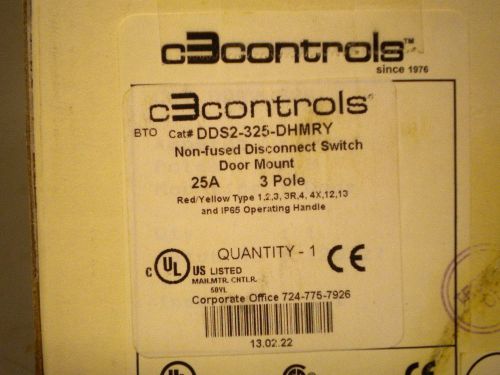 c3controls™
since 1976
c3controls®
BTO Cat# DDS2-325-DHMRY
Non-fused Disconnect Switch
Door Mount
25A 3 Pole
Red/Yellow Type 1,2,3, 3R,4, 4X,12,13
and IP65 Operating Handle
QUANTITY - 1
c UL US LISTED CE
MAN.MTR. CNTLR.
50YL
Corporate Office 724-775-7926
13.02.22